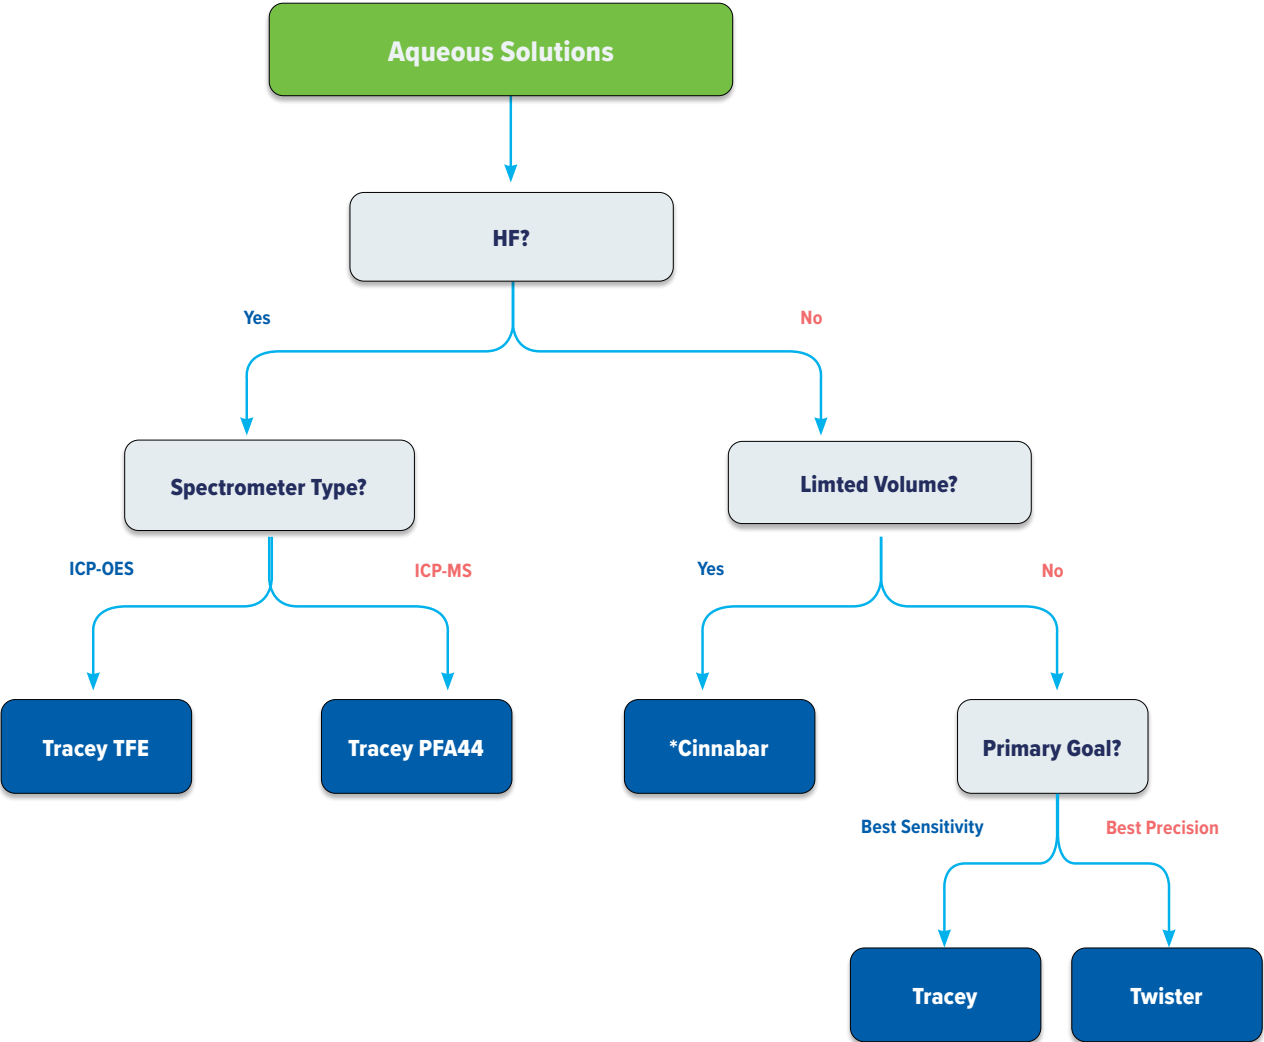 Aqueous Solutions
HF?
Yes
No
Spectrometer Type?
Limted Volume?
ICP-OES
ICP-MS
Yes
No
Tracey TFE
Tracey PFA44
*Cinnabar
Primary Goal?
Best Sensitivity
Best Precision
Tracey
Twister